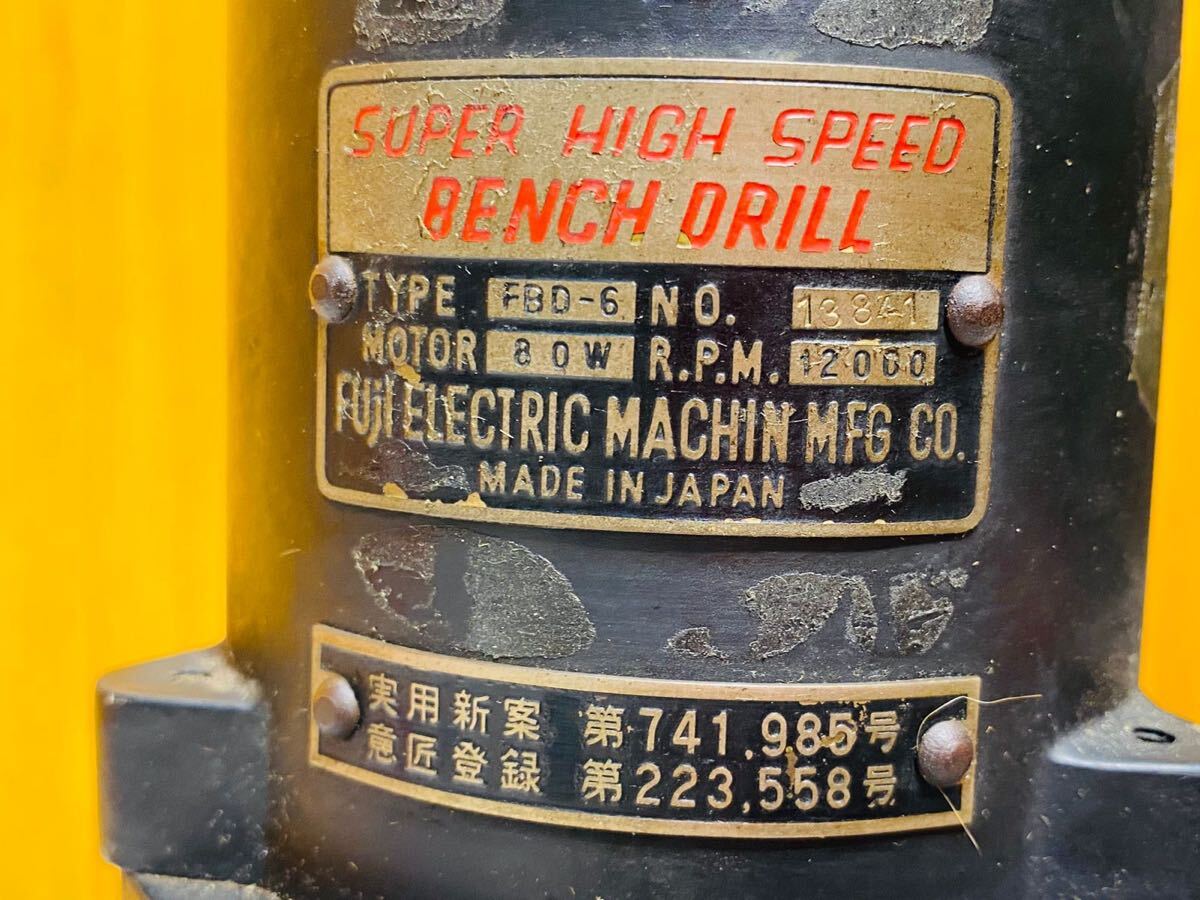 SUPER HIGH SPEED
BENCH DRILL
TYPE FBD-6 NO. 13841
MOTOR 80W R.P.M. 12000
FUJI ELECTRIC MACHIN MFG CO.
MADE IN JAPAN
実用新案 第741.985号
意匠登録 第223,558号